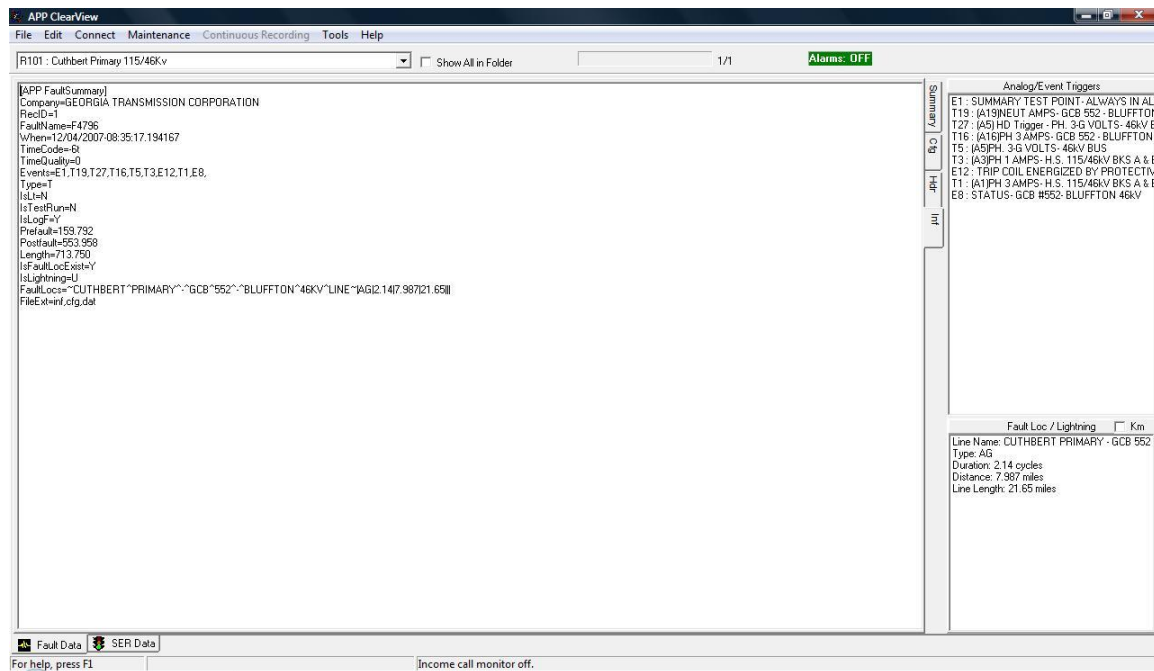 APP ClearView
File Edit Connect Maintenance Continuous Recording Tools Help
R101 : Cuthbert Primary 115/46Kv
Show All in Folder
1/1
Alarms: OFF
[APP FaultSummary]
Company=GEORGIA TRANSMISSION CORPORATION
RecID=1
FaultName=F4796
When=12/04/2007-08:35:17.194167
TimeCode=-6t
TimeQuality=0
Events=E1,T19,T27,T16,T5,T3,E12,T1,E8,
Type=T
IsLt=N
IsTestRun=N
IsLogF=Y
Prefault=159.792
Postfault=553.958
Length=713.750
IsFaultLocExist=Y
IsLightning=U
FaultLocs=~CUTHBERT^PRIMARY^-^GCB^552^-^BLUFFTON^46KV^LINE~|AG|2.14|7.987|21.65|||
FileExt=inf,cfg,dat
Summary
Cfg
Hdr
Inf
Analog/Event Triggers
E1 : SUMMARY TEST POINT- ALWAYS IN AL
T19 : (A19)NEUT AMPS- GCB 552 - BLUFFTON
T27 : (A5) HD Trigger - PH. 3-G VOLTS- 46kV B
T16 : (A16)PH 3 AMPS- GCB 552 - BLUFFTON
T5 : (A5)PH. 3-G VOLTS- 46kV BUS
T3 : (A3)PH 1 AMPS- H.S. 115/46kV BKS A & B
E12 : TRIP COIL ENERGIZED BY PROTECTIV
T1 : (A1)PH 3 AMPS- H.S. 115/46kV BKS A & B
E8 : STATUS- GCB #552- BLUFFTON 46kV
Fault Loc / Lightning Km
Line Name: CUTHBERT PRIMARY - GCB 552
Type: AG
Duration: 2.14 cycles
Distance: 7.987 miles
Line Length: 21.65 miles
Fault Data SER Data
For help, press F1
Income call monitor off.